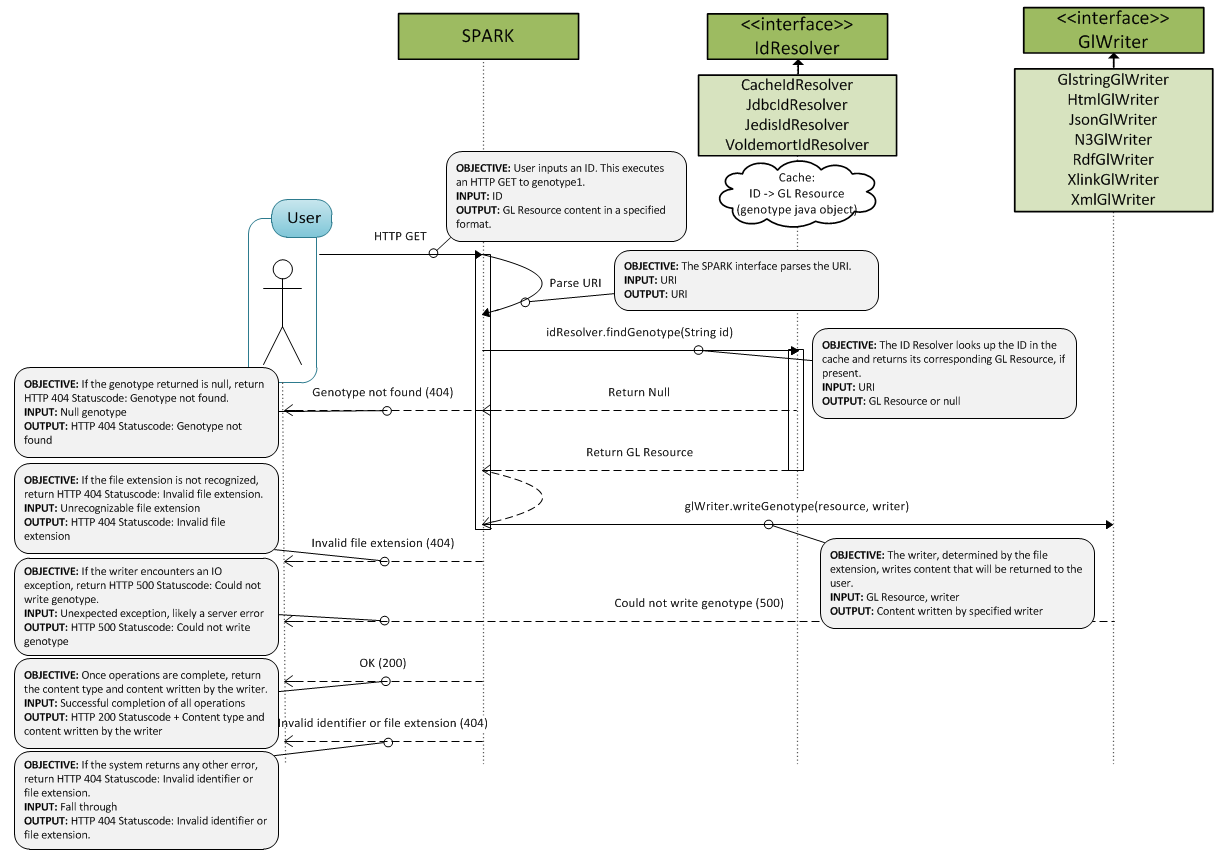 SPARK
<<interface>>
IdResolver
<<interface>>
GlWriter
CacheIdResolver
JdbcIdResolver
JedisIdResolver
VoldemortIdResolver
GlstringGlWriter
HtmlGlWriter
JsonGlWriter
N3GlWriter
RdfGlWriter
XlinkGlWriter
XmlGlWriter
Cache:
ID -> GL Resource
(genotype java object)
OBJECTIVE: User inputs an ID. This executes
an HTTP GET to genotype1.
INPUT: ID
OUTPUT: GL Resource content in a specified
format.
User
HTTP GET
Parse URI
OBJECTIVE: The SPARK interface parses the URI.
INPUT: URI
OUTPUT: URI
idResolver.findGenotype(String id)
OBJECTIVE: The ID Resolver looks up the ID in the
cache and returns its corresponding GL Resource, if
present.
INPUT: URI
OUTPUT: GL Resource or null
OBJECTIVE: If the genotype returned is null, return
HTTP 404 Statuscode: Genotype not found.
INPUT: Null genotype
OUTPUT: HTTP 404 Statuscode: Genotype not
found
Genotype not found (404)
Return Null
Return GL Resource
OBJECTIVE: If the file extension is not recognized,
return HTTP 404 Statuscode: Invalid file extension.
INPUT: Unrecognizable file extension
OUTPUT: HTTP 404 Statuscode: Invalid file
extension
glWriter.writeGenotype(resource, writer)
Invalid file extension (404)
OBJECTIVE: The writer, determined by the file
extension, writes content that will be returned to the
user.
INPUT: GL Resource, writer
OUTPUT: Content written by specified writer
OBJECTIVE: If the writer encounters an IO
exception, return HTTP 500 Statuscode: Could not
write genotype.
INPUT: Unexpected exception, likely a server error
OUTPUT: HTTP 500 Statuscode: Could not write
genotype
Could not write genotype (500)
OK (200)
OBJECTIVE: Once operations are complete, return
the content type and content written by the writer.
INPUT: Successful completion of all operations
OUTPUT: HTTP 200 Statuscode + Content type and
content written by the writer
Invalid identifier or file extension (404)
OBJECTIVE: If the system returns any other error,
return HTTP 404 Statuscode: Invalid identifier or
file extension.
INPUT: Fall through
OUTPUT: HTTP 404 Statuscode: Invalid identifier or
file extension.